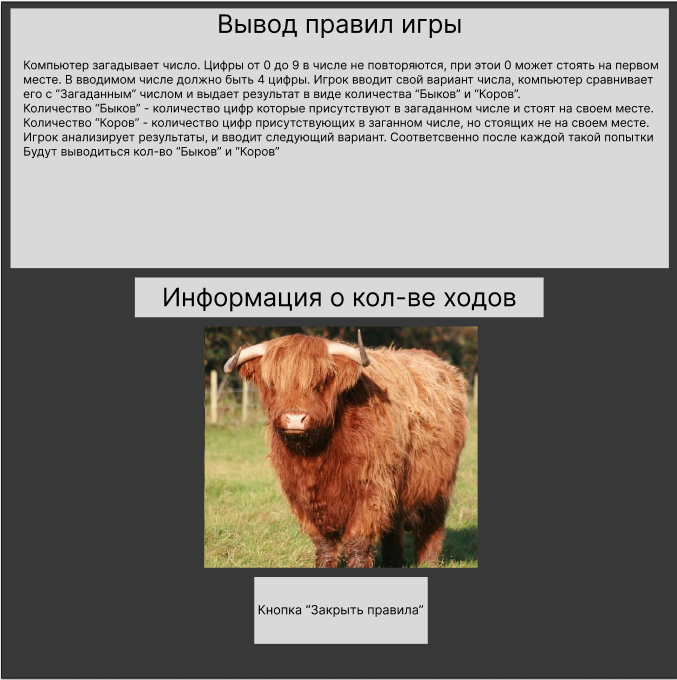 Вывод правил игры
Компьютер загадывает число. Цифры от 0 до 9 в числе не повторяются, при этои 0 может стоять на первом
месте. В вводимом числе должно быть 4 цифры. Игрок вводит свой вариант числа, компьютер сравнивает
его с “Загаданным” числом и выдает результат в виде количества “Быков” и “Коров”.
Количество “Быков” - количество цифр которые присутствуют в загаданном числе и стоят на своем месте.
Количество “Коров” - количество цифр присутствующих в заганном числе, но стоящих не на своем месте.
Игрок анализирует результаты, и вводит следующий вариант. Соответсвенно после каждой такой попытки
Будут выводиться кол-во “Быков” и “Коров”
Информация о кол-ве ходов
Кнопка “Закрыть правила”